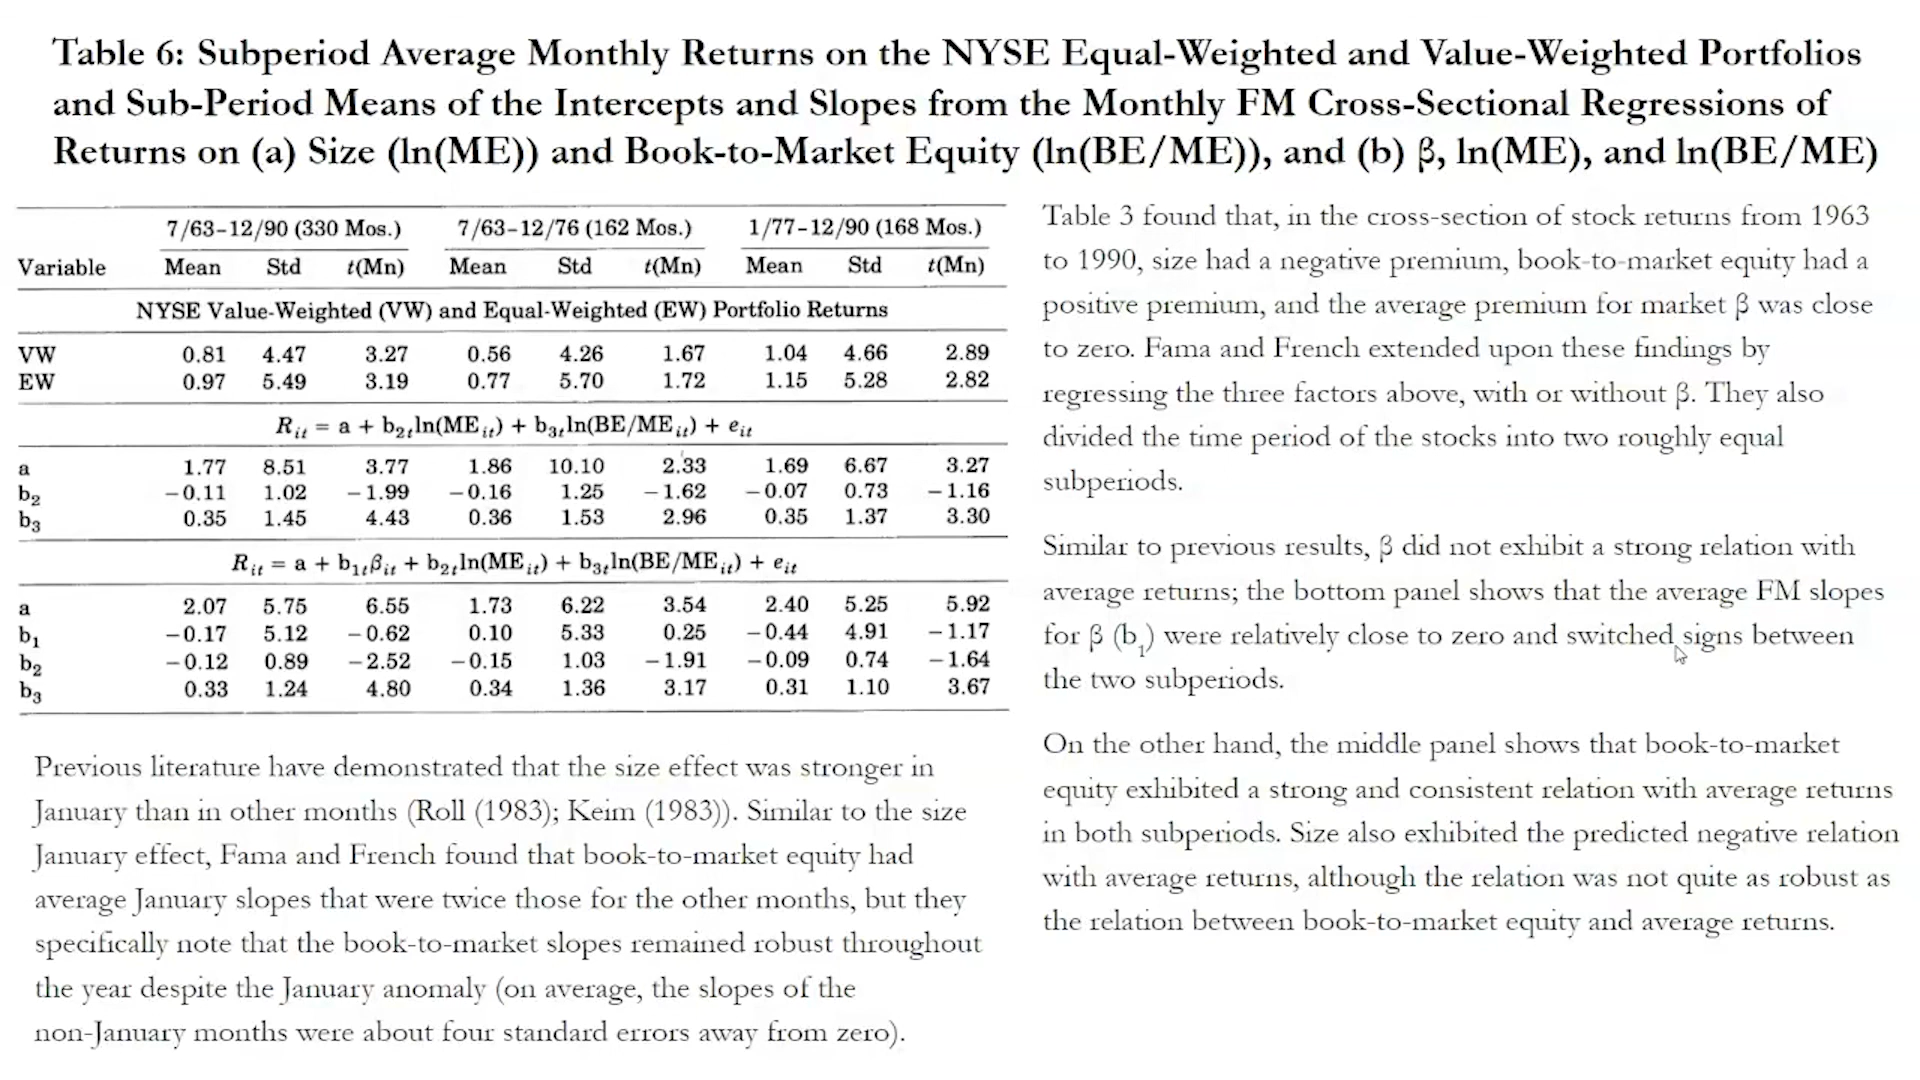 Table 6: Subperiod Average Monthly Returns on the NYSE Equal-Weighted and Value-Weighted Portfolios
and Sub-Period Means of the Intercepts and Slopes from the Monthly FM Cross-Sectional Regressions of
Returns on (a) Size (ln(ME)) and Book-to-Market Equity (ln(BE/ME)), and (b) β, ln(ME), and ln(BE/ME)
7/63–12/90 (330 Mos.) 7/63–12/76 (162 Mos.) 1/77–12/90 (168 Mos.)
Variable Mean Std t(Mn) Mean Std t(Mn) Mean Std t(Mn)
NYSE Value-Weighted (VW) and Equal-Weighted (EW) Portfolio Returns
VW 0.81 4.47 3.27 0.56 4.26 1.67 1.04 4.66 2.89
EW 0.97 5.49 3.19 0.77 5.70 1.72 1.15 5.28 2.82
R_it = a + b_2t ln(ME_it) + b_3t ln(BE/ME_it) + e_it
a 1.77 8.51 3.77 1.86 10.10 2.33 1.69 6.67 3.27
b₂ −0.11 1.02 −1.99 −0.16 1.25 −1.62 −0.07 0.73 −1.16
b₃ 0.35 1.45 4.43 0.36 1.53 2.96 0.35 1.37 3.30
R_it = a + b_1t β_it + b_2t ln(ME_it) + b_3t ln(BE/ME_it) + e_it
a 2.07 5.75 6.55 1.73 6.22 3.54 2.40 5.25 5.92
b₁ −0.17 5.12 −0.62 0.10 5.33 0.25 −0.44 4.91 −1.17
b₂ −0.12 0.89 −2.52 −0.15 1.03 −1.91 −0.09 0.74 −1.64
b₃ 0.33 1.24 4.80 0.34 1.36 3.17 0.31 1.10 3.67
Previous literature have demonstrated that the size effect was stronger in
January than in other months (Roll (1983); Keim (1983)). Similar to the size
January effect, Fama and French found that book-to-market equity had
average January slopes that were twice those for the other months, but they
specifically note that the book-to-market slopes remained robust throughout
the year despite the January anomaly (on average, the slopes of the
non-January months were about four standard errors away from zero).
Table 3 found that, in the cross-section of stock returns from 1963
to 1990, size had a negative premium, book-to-market equity had a
positive premium, and the average premium for market β was close
to zero. Fama and French extended upon these findings by
regressing the three factors above, with or without β. They also
divided the time period of the stocks into two roughly equal
subperiods.
Similar to previous results, β did not exhibit a strong relation with
average returns; the bottom panel shows that the average FM slopes
for β (b₁) were relatively close to zero and switched signs between
the two subperiods.
On the other hand, the middle panel shows that book-to-market
equity exhibited a strong and consistent relation with average returns
in both subperiods. Size also exhibited the predicted negative relation
with average returns, although the relation was not quite as robust as
the relation between book-to-market equity and average returns.